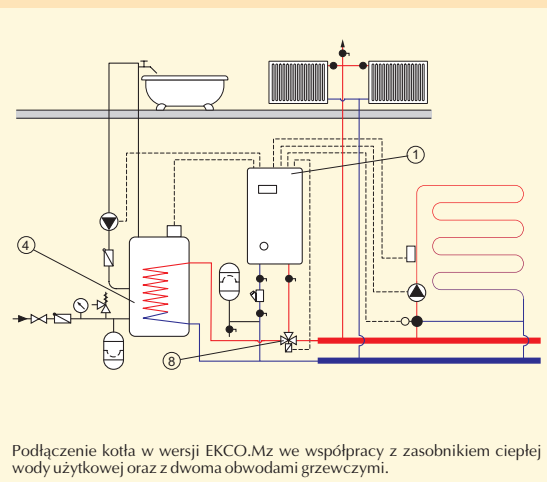 1
4
8
Podłączenie kotła w wersji EKCO.Mz we współpracy z zasobnikiem ciepłej
wody użytkowej oraz z dwoma obwodami grzewczymi.